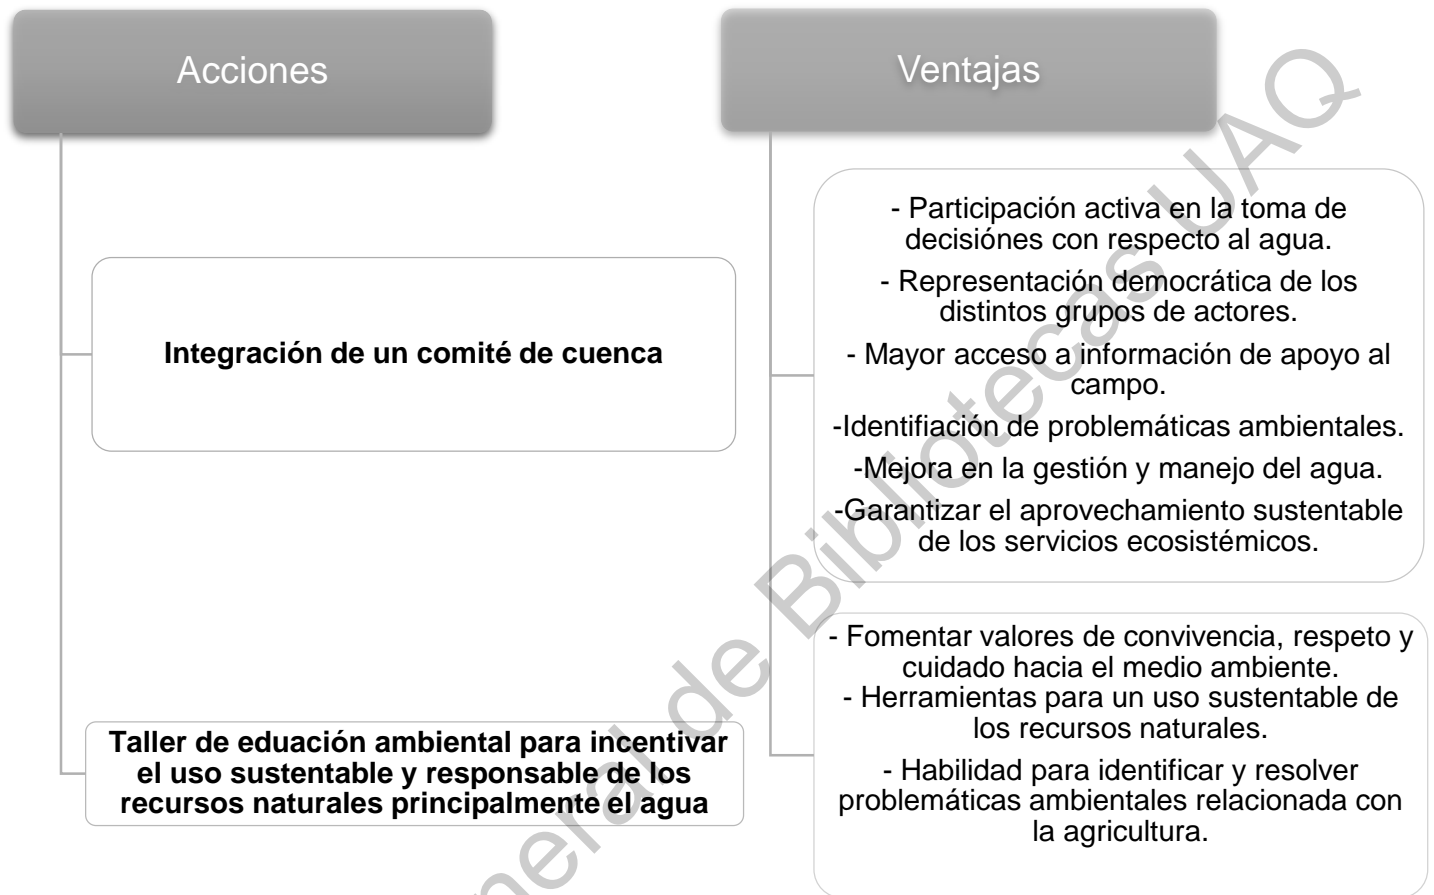 Acciones
Ventajas
Integración de un comité de cuenca
- Participación activa en la toma de
decisiónes con respecto al agua.
- Representación democrática de los
distintos grupos de actores.
- Mayor acceso a información de apoyo al
campo.
-Identifiación de problemáticas ambientales.
-Mejora en la gestión y manejo del agua.
-Garantizar el aprovechamiento sustentable
de los servicios ecosistémicos.
Taller de eduación ambiental para incentivar
el uso sustentable y responsable de los
recursos naturales principalmente el agua
- Fomentar valores de convivencia, respeto y
cuidado hacia el medio ambiente.
- Herramientas para un uso sustentable de
los recursos naturales.
- Habilidad para identificar y resolver
problemáticas ambientales relacionada con
la agricultura.
neral de Bibliotecas UAQ